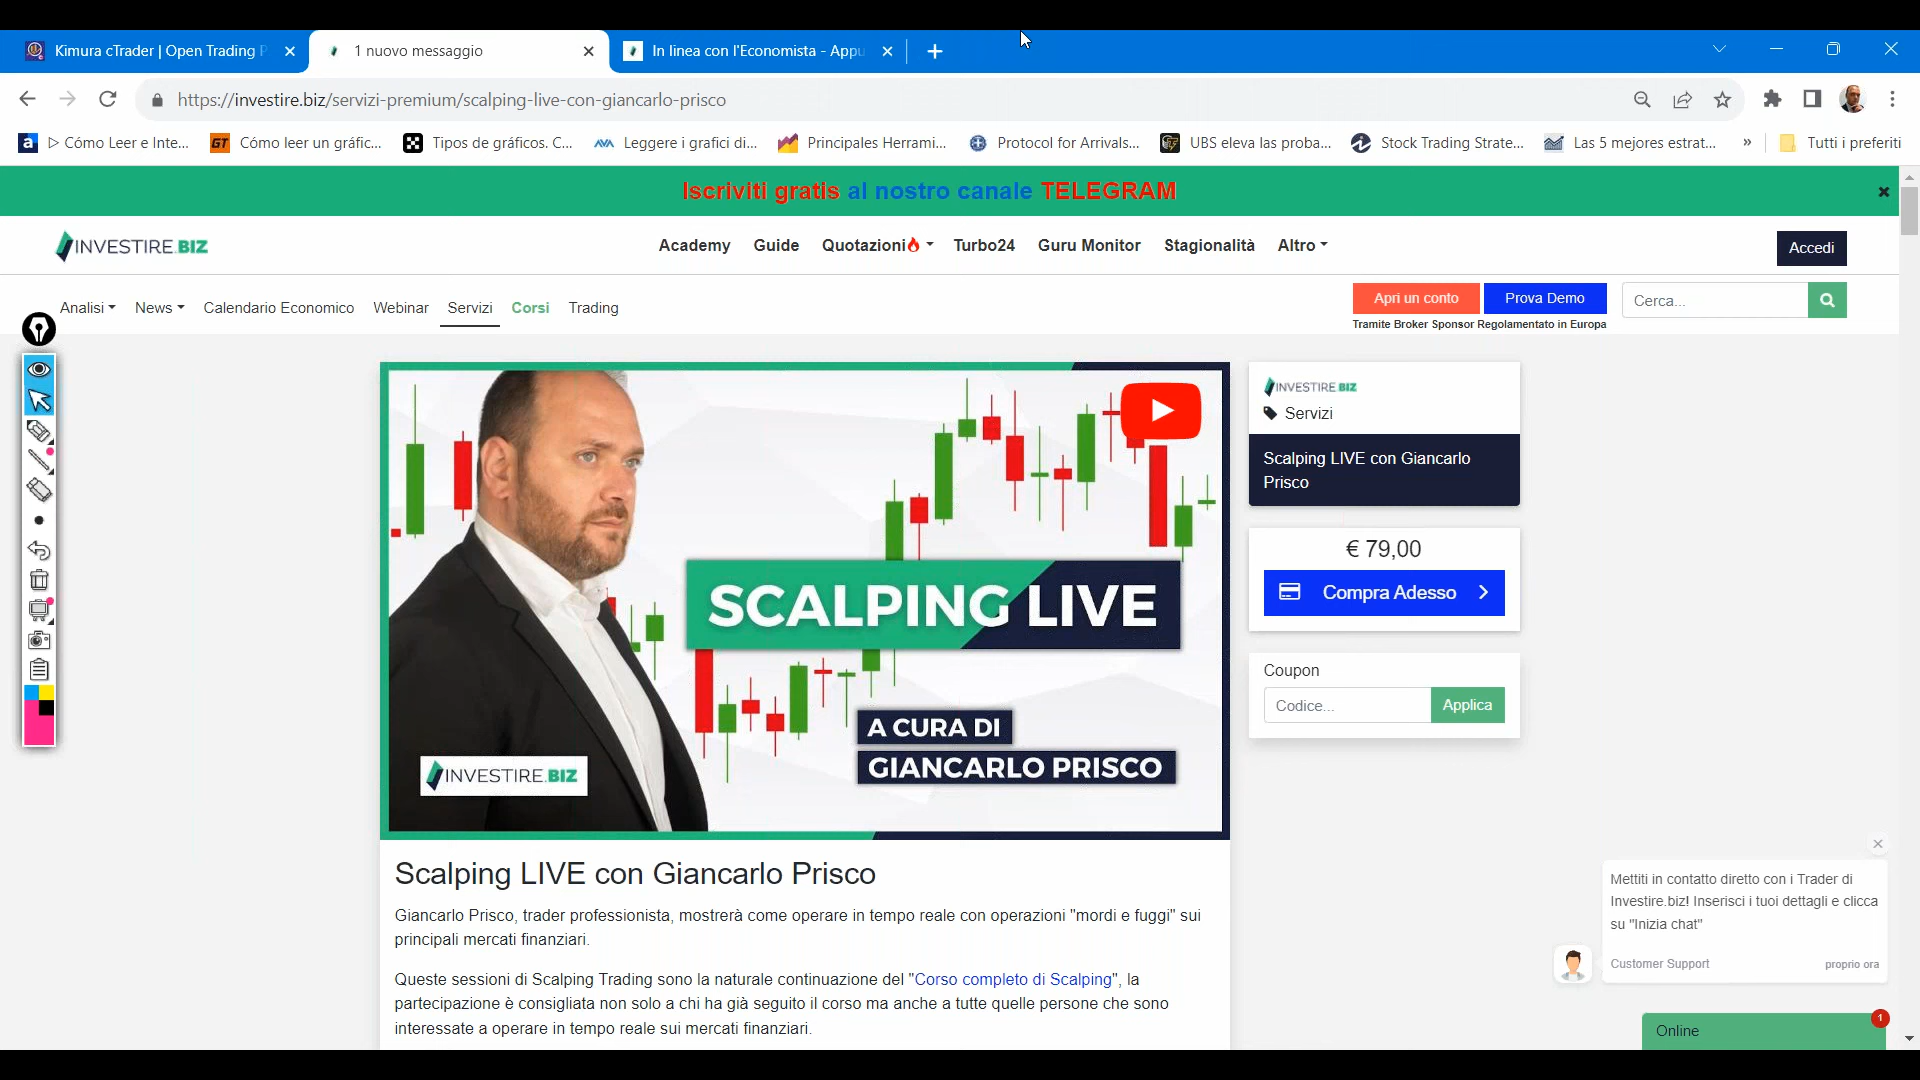 Kimura cTrader | Open Trading P
1 nuovo messaggio
In linea con l'Economista - Appu
https://investire.biz/servizi-premium/scalping-live-con-giancarlo-prisco
▷ Cómo Leer e Inte...
Cómo leer un gráfic...
Tipos de gráficos. C...
Leggere i grafici di...
Principales Herrami...
Protocol for Arrivals...
UBS eleva las proba...
Stock Trading Strate...
Las 5 mejores estrat...
»
Tutti i preferiti
Iscriviti gratis al nostro canale TELEGRAM
INVESTIRE.BIZ
Academy Guide Quotazioni Turbo24 Guru Monitor Stagionalità Altro
Accedi
Analisi News Calendario Economico Webinar Servizi Corsi Trading
Apri un conto Prova Demo
Tramite Broker Sponsor Regolamentato in Europa
Cerca...
SCALPING LIVE
A CURA DI
GIANCARLO PRISCO
INVESTIRE.BIZ
INVESTIRE BIZ
Servizi
Scalping LIVE con Giancarlo
Prisco
€ 79,00
Compra Adesso
Coupon
Codice...
Applica
Scalping LIVE con Giancarlo Prisco
Giancarlo Prisco, trader professionista, mostrerà come operare in tempo reale con operazioni "mordi e fuggi" sui
principali mercati finanziari.
Queste sessioni di Scalping Trading sono la naturale continuazione del "Corso completo di Scalping", la
partecipazione è consigliata non solo a chi ha già seguito il corso ma anche a tutte quelle persone che sono
interessate a operare in tempo reale sui mercati finanziari.
Mettiti in contatto diretto con i Trader di
Investire.biz! Inserisci i tuoi dettagli e clicca
su "Inizia chat"
Customer Support
proprio ora
Online
1